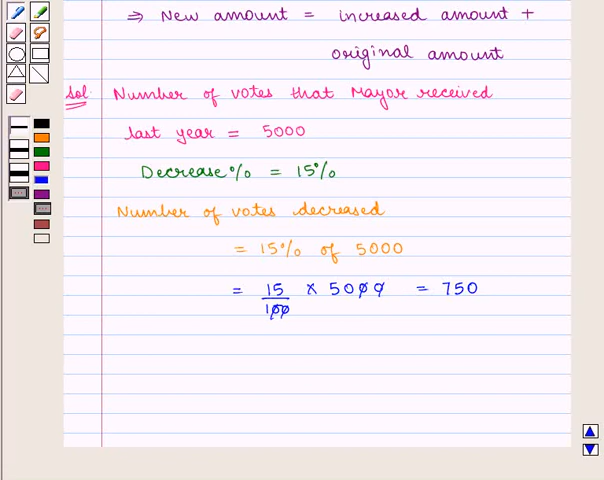 ⇒ New amount = increased amount +
original amount
Sol. Number of votes that Mayor received
last year = 5000
Decrease % = 15%
Number of votes decreased
= 15% of 5000
= 15/100 × 5000 = 750